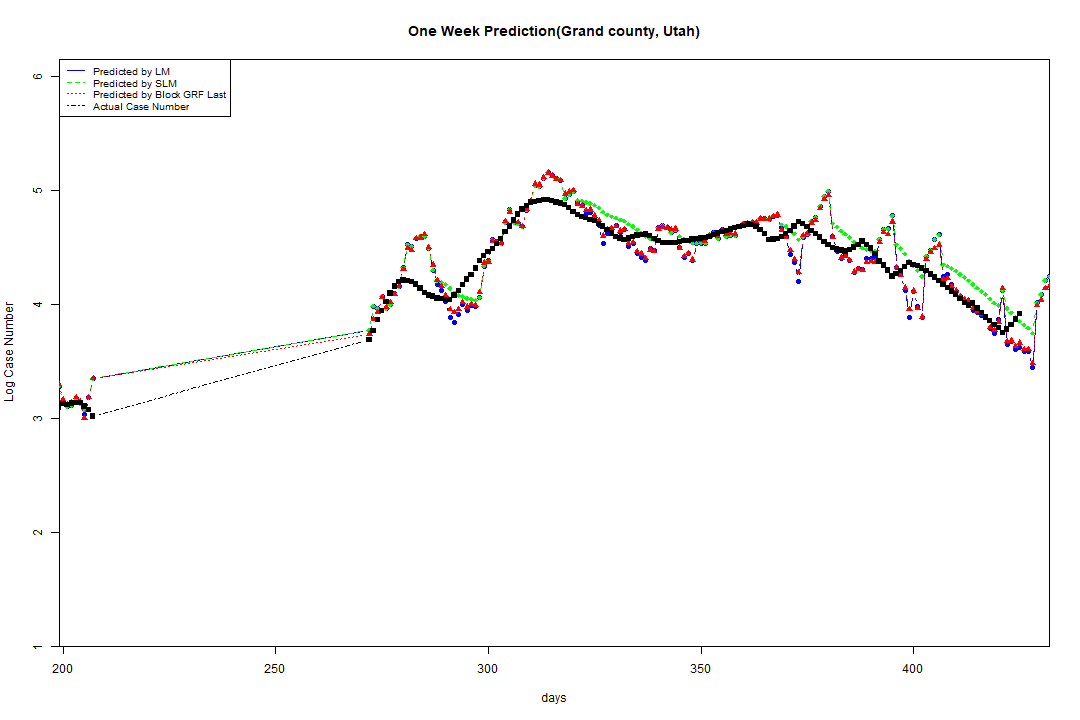 One Week Prediction(Grand county, Utah)
Predicted by LM
Predicted by SLM
Predicted by Block GRF Last
Actual Case Number
6
5
4
3
2
1
Log Case Number
200 250 300 350 400
days